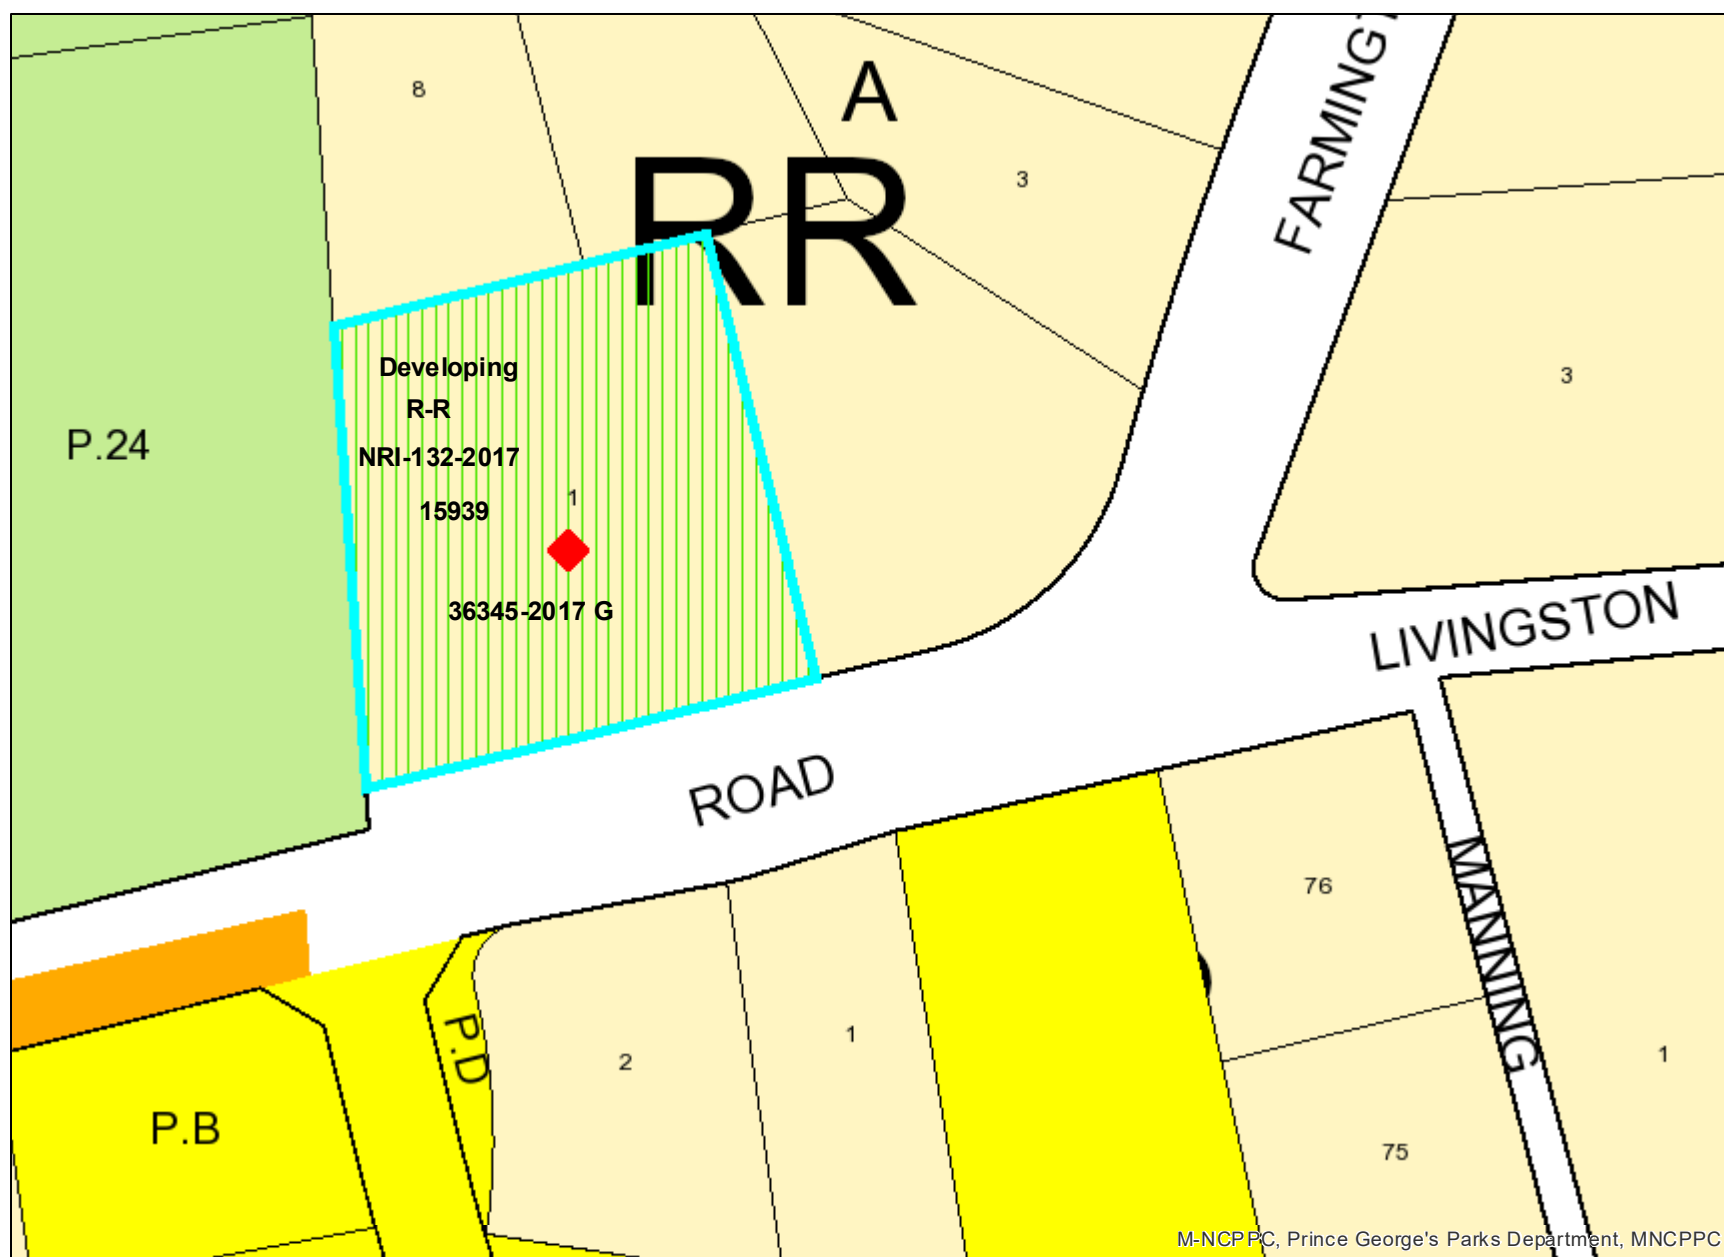 8
A
3
RR
FARMINGT
3
P.24
Developing
R-R
NRI-132-2017
15939
1
36345-2017 G
LIVINGSTON
ROAD
76
MANNING
P.D
2
1
1
P.B
75
M-NCPPC, Prince George's Parks Department, MNCPPC